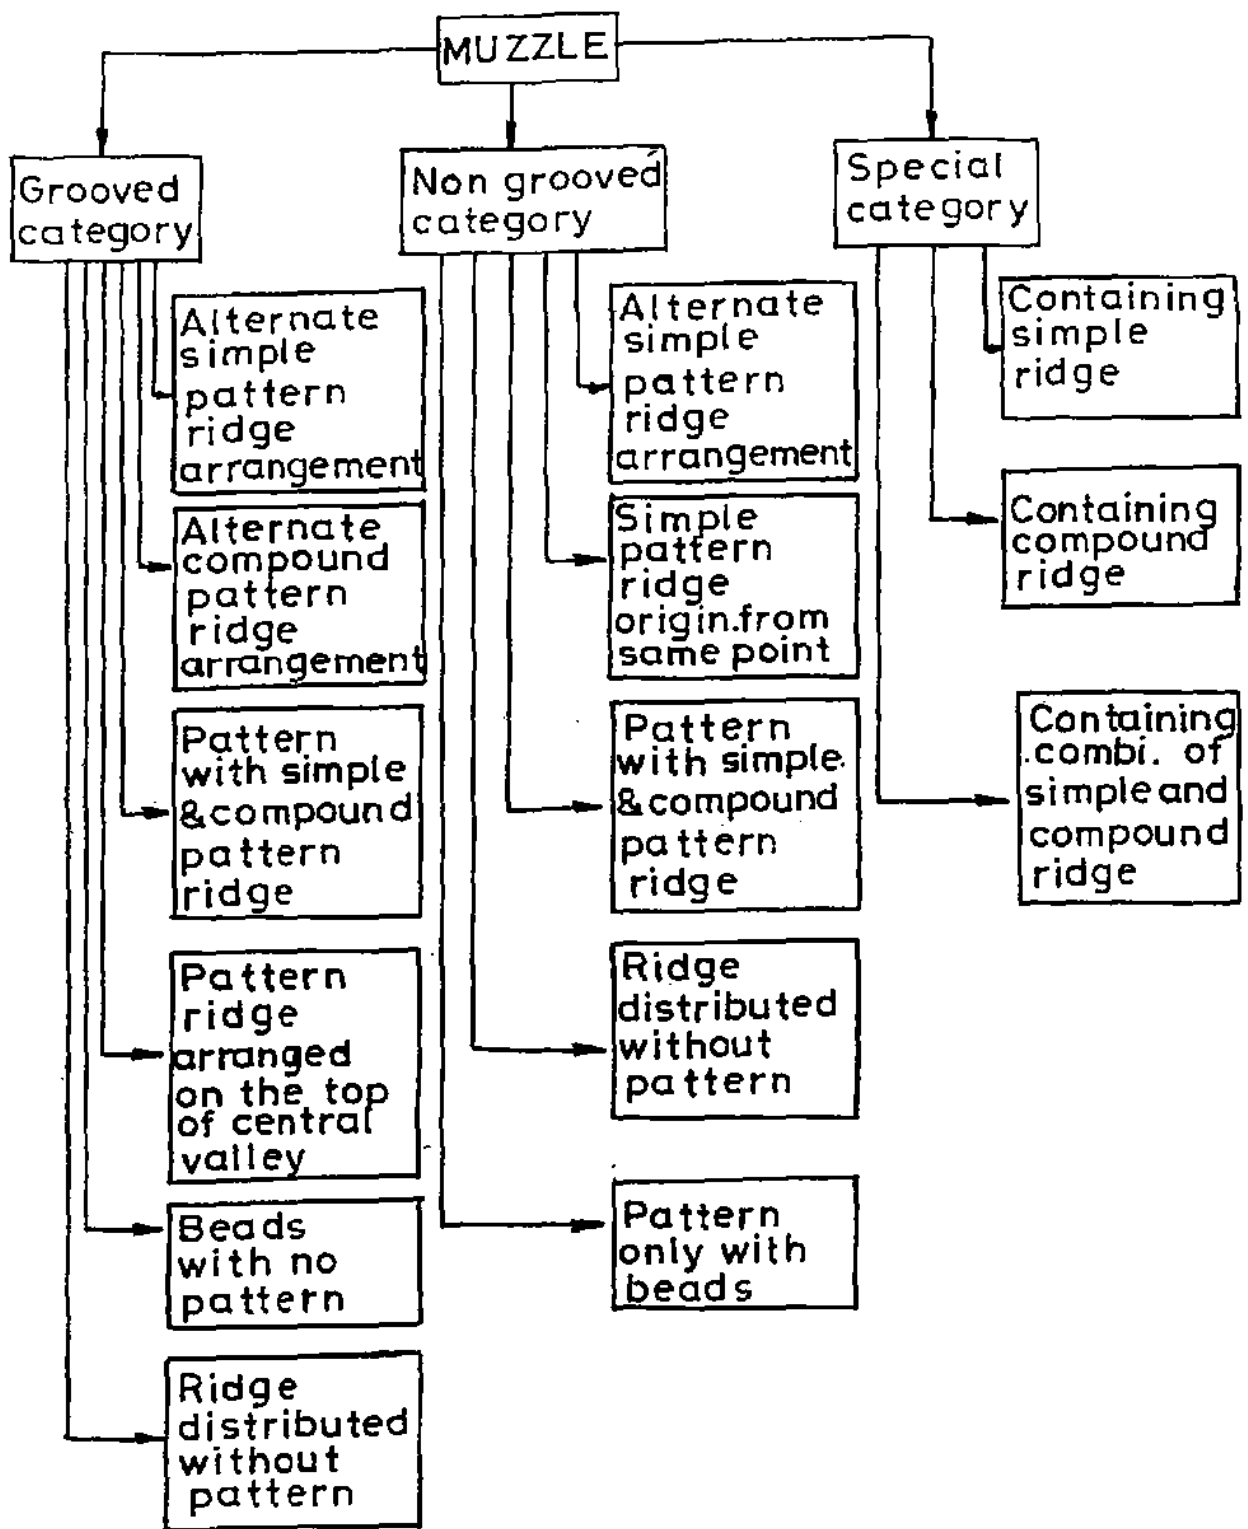 MUZZLE
Grooved
category
Alternate
simple
pattern
ridge
arrangement
Alternate
compound
pattern
ridge
arrangement
Pattern
with simple
& compound
pattern
ridge
Pattern
ridge
arranged
on the top
of central
valley
Beads
with no
pattern
Ridge
distributed
without
pattern
Non grooved
category
Alternate
simple
pattern
ridge
arrangement
Simple
pattern
ridge
origin.from
same point
Pattern
with simple
& compound
pattern
ridge
Ridge
distributed
without
pattern
Pattern
only with
beads
Special
category
Containing
simple
ridge
Containing
compound
ridge
Containing
combi. of
simple and
compound
ridge